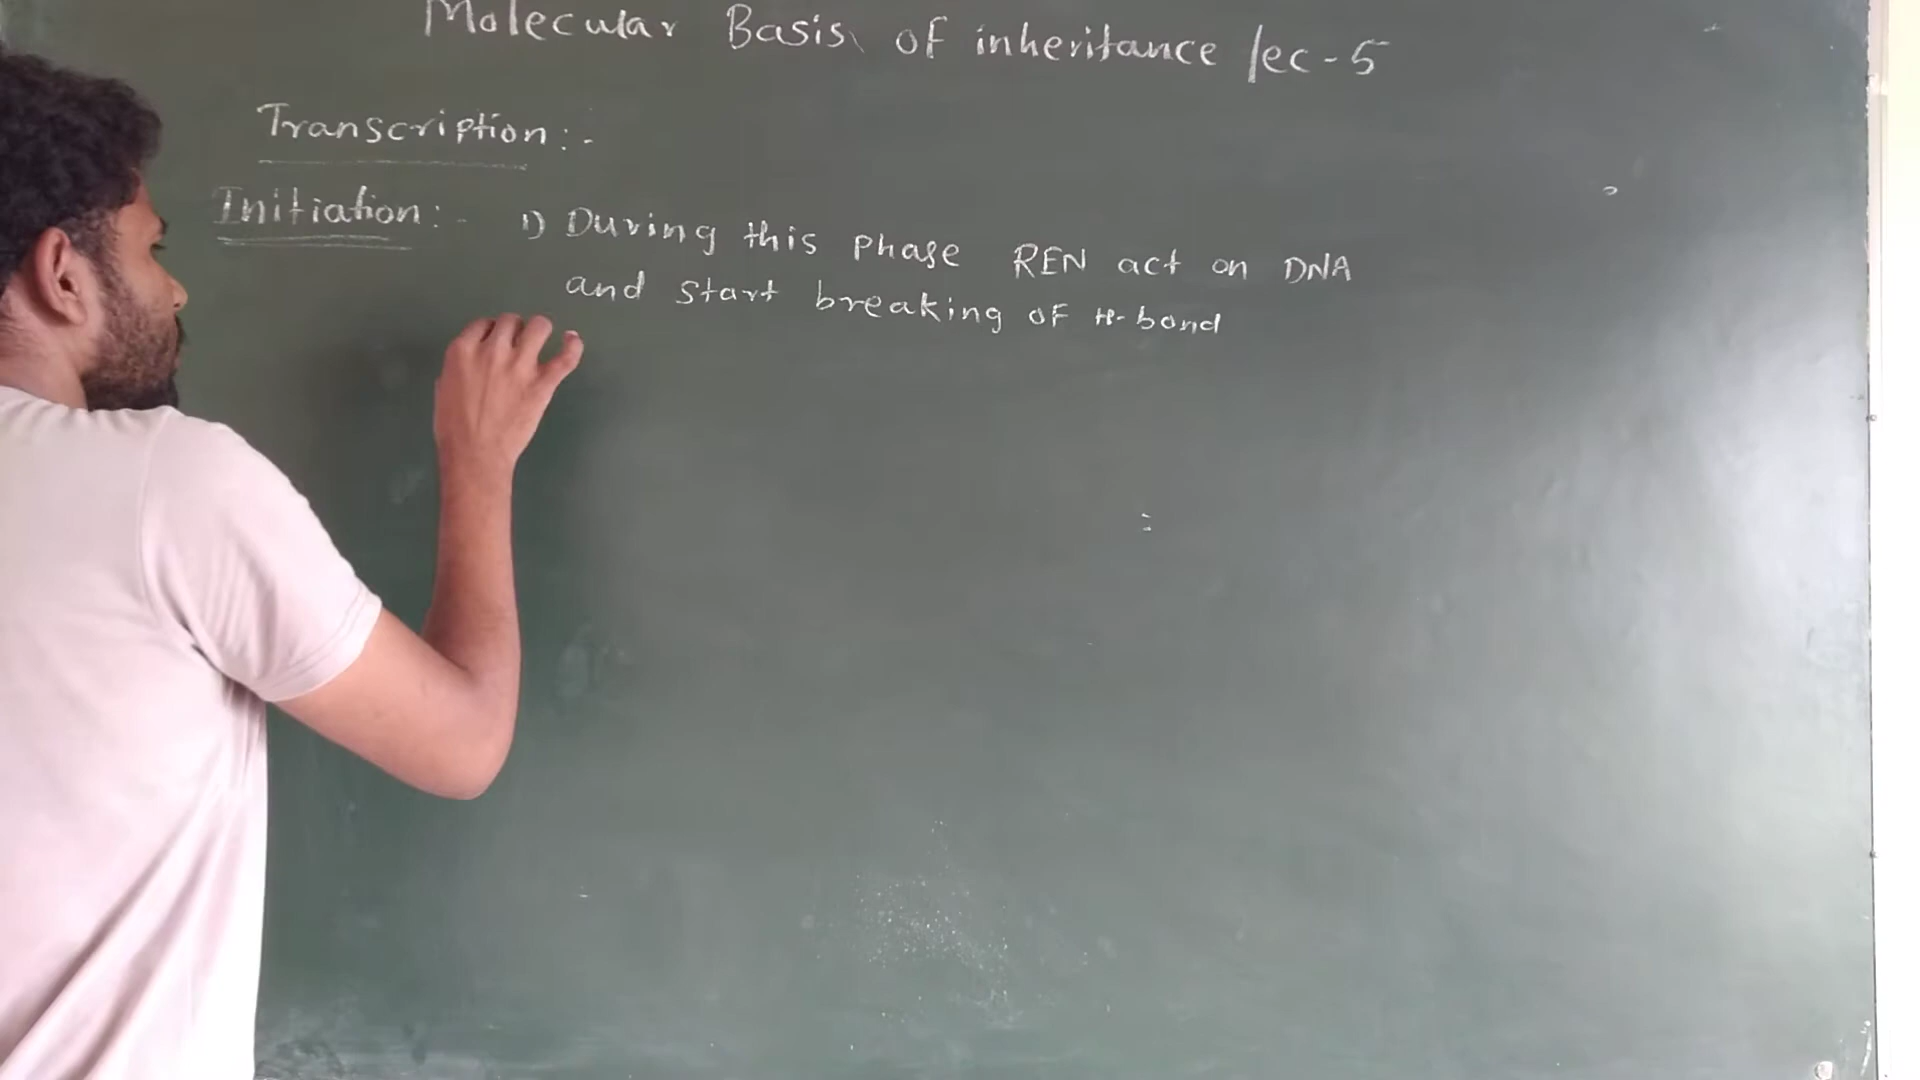 Molecular Basis of inheritance lec-5
Transcription:-
Initiation:- 1) During this phase REN act on DNA
and start breaking of H-bond